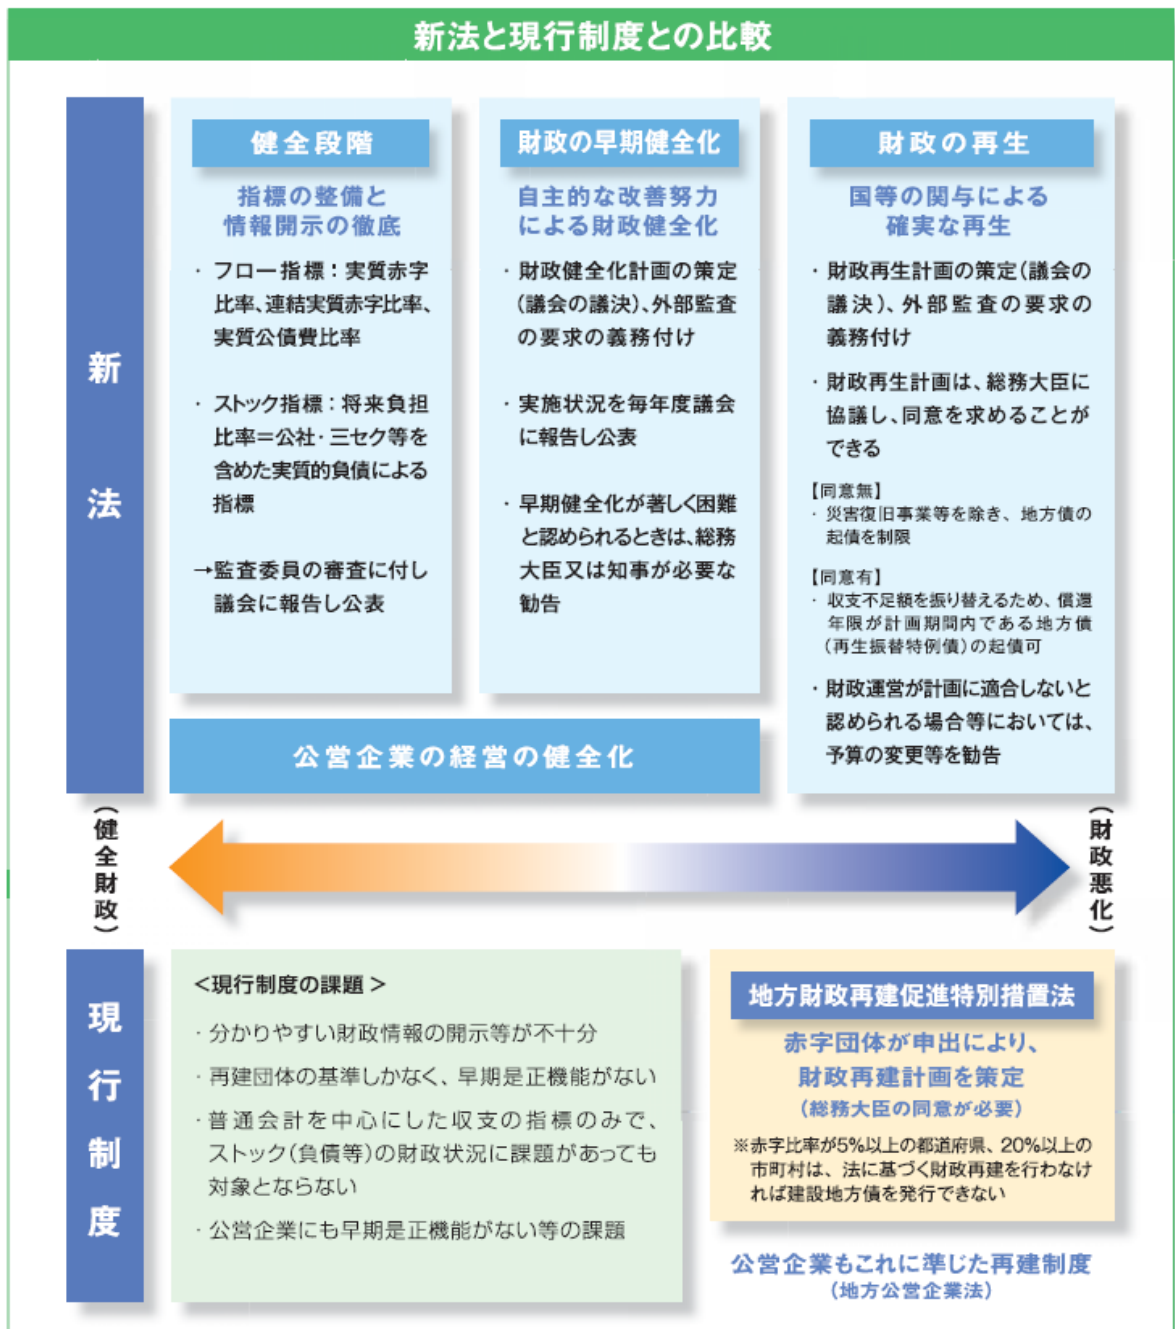 新法と現行制度との比較
新法
健全段階
指標の整備と
情報開示の徹底
・フロー指標：実質赤字
比率、連結実質赤字比率、
実質公債費比率
・ストック指標：将来負担
比率＝公社・三セク等を
含めた実質的負債による
指標
→監査委員の審査に付し
議会に報告し公表
財政の早期健全化
自主的な改善努力
による財政健全化
・財政健全化計画の策定
（議会の議決）、外部監査
の要求の義務付け
・実施状況を毎年度議会
に報告し公表
・早期健全化が著しく困難
と認められるときは、総務
大臣又は知事が必要な
勧告
公営企業の経営の健全化
財政の再生
国等の関与による
確実な再生
・財政再生計画の策定（議会の
議決）、外部監査の要求の
義務付け
・財政再生計画は、総務大臣に
協議し、同意を求めることが
できる
【同意無】
・災害復旧事業等を除き、地方債の
起債を制限
【同意有】
・収支不足額を振り替えるため、償還
年限が計画期間内である地方債
（再生振替特例債）の起債可
・財政運営が計画に適合しないと
認められる場合等においては、
予算の変更等を勧告
（健全財政）
（財政悪化）
現行制度
＜現行制度の課題＞
・分かりやすい財政情報の開示等が不十分
・再建団体の基準しかなく、早期是正機能がない
・普通会計を中心にした収支の指標のみで、
ストック（負債等）の財政状況に課題があっても
対象とならない
・公営企業にも早期是正機能がない等の課題
地方財政再建促進特別措置法
赤字団体が申出により、
財政再建計画を策定
（総務大臣の同意が必要）
※赤字比率が5％以上の都道府県、20％以上の
市町村は、法に基づく財政再建を行わなけ
れば建設地方債を発行できない
公営企業もこれに準じた再建制度
（地方公営企業法）